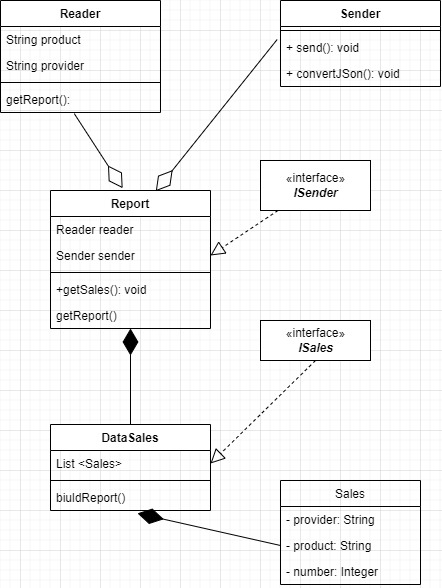 Reader
String product
String provider
getReport():
Sender
+ send(): void
+ convertJSon(): void
«interface»
ISender
Report
Reader reader
Sender sender
+getSales(): void
getReport()
«interface»
ISales
DataSales
List <Sales>
biuldReport()
Sales
- provider: String
- product: String
- number: Integer